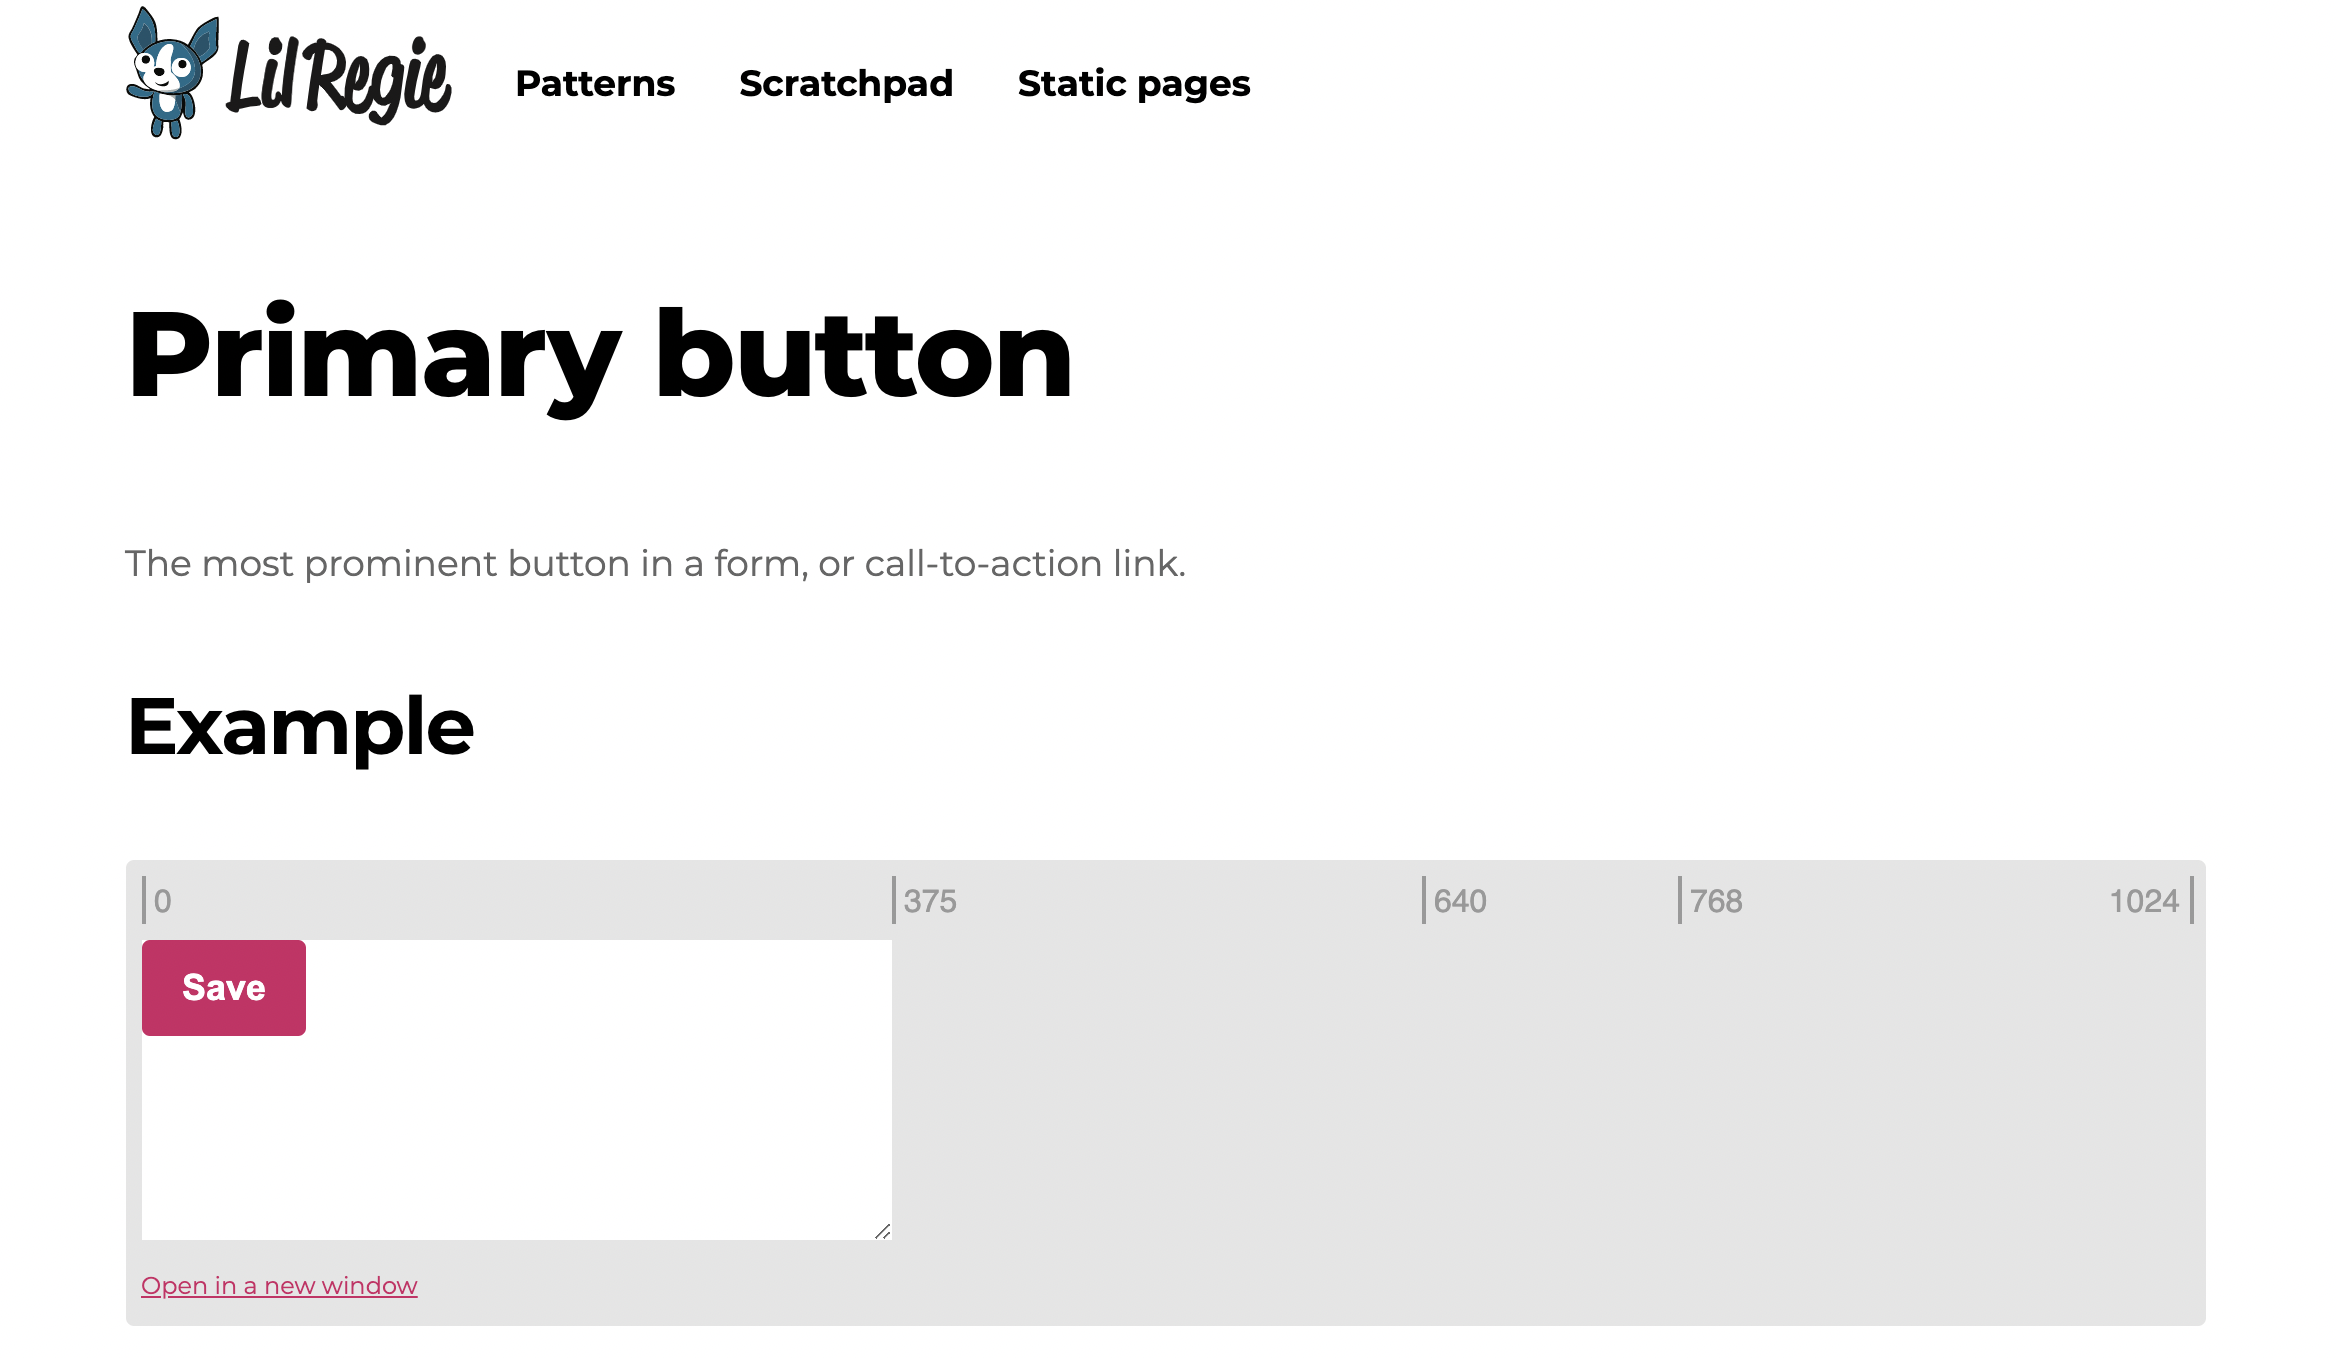 Lil Regie Patterns Scratchpad Static pages
Primary button
The most prominent button in a form, or call-to-action link.
Example
0 375 640 768 1024
Save
Open in a new window